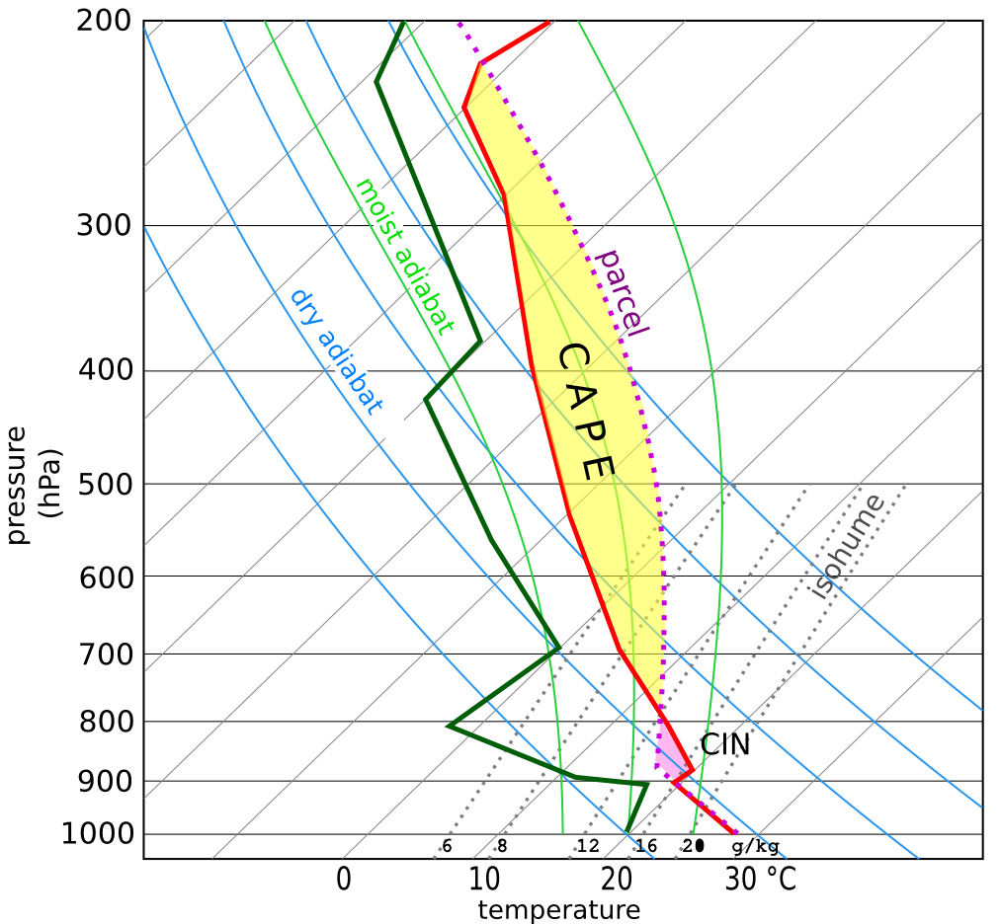 200
300
400
500
600
700
800
900
1000
pressure
(hPa)
moist adiabat
dry adiabat
parcel
CAPE
isohume
CIN
6 8 12 16 20 g/kg
0 10 20 30 °C
temperature